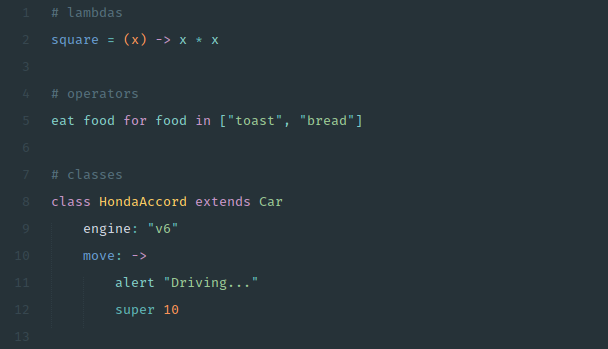 1 # lambdas
2 square = (x) -> x * x
3
4 # operators
5 eat food for food in ["toast", "bread"]
6
7 # classes
8 class HondaAccord extends Car
9     engine: "v6"
10     move: ->
11         alert "Driving..."
12         super 10
13